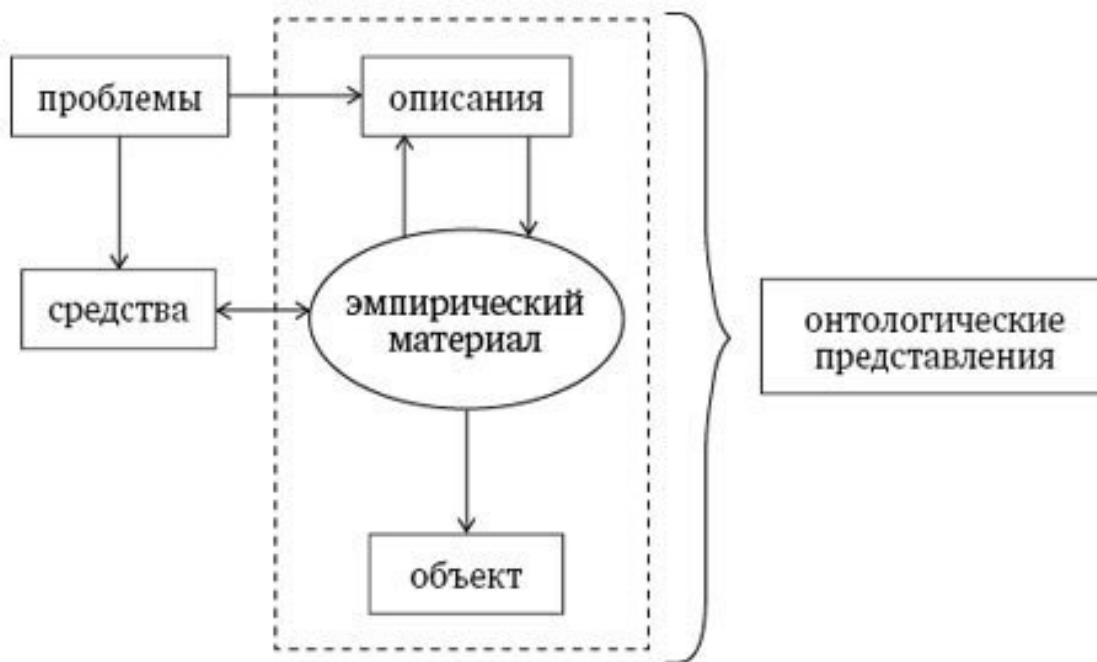 проблемы
описания
средства
эмпирический
материал
онтологические
представления
объект